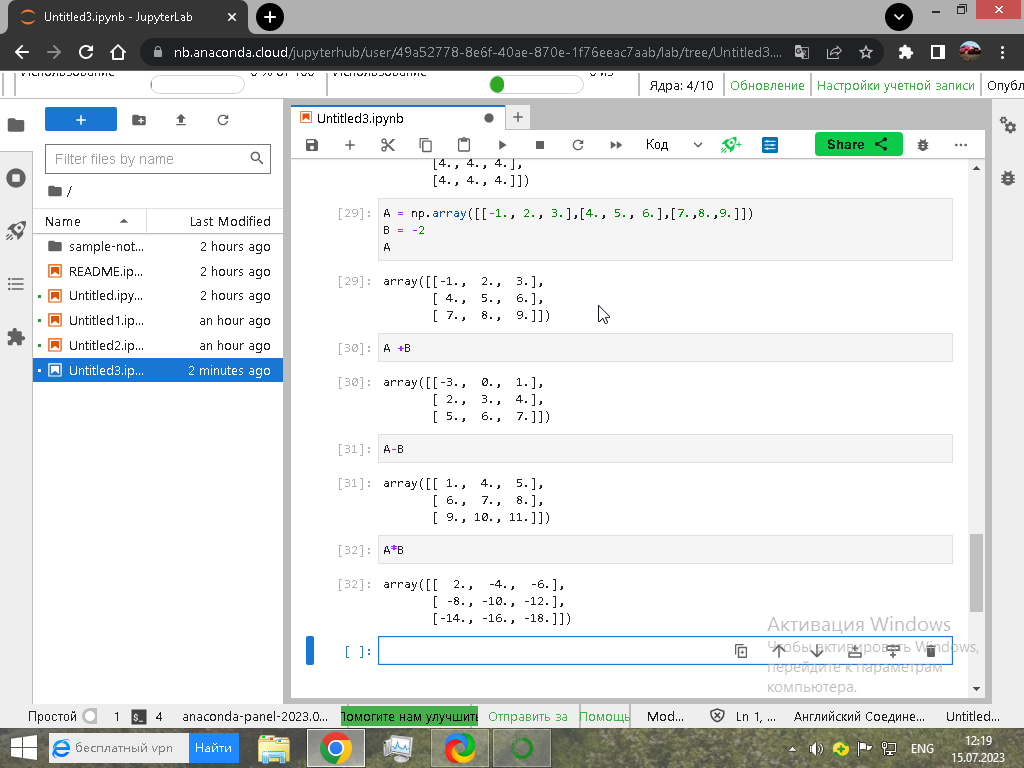 Untitled3.ipynb - JupyterLab
nb.anaconda.cloud/jupyterhub/user/49a52778-8e6f-40ae-870e-1f76eeac7aab/lab/tree/Untitled3....
Использование 0 % от 100 Использование 0 из Ядра: 4/10 Обновление Настройки учетной записи Опубл
Untitled3.ipynb
Код Share
Filter files by name
/
Name Last Modified
sample-not... 2 hours ago
README.ip... 2 hours ago
Untitled.ipy... 2 hours ago
Untitled1.ip... an hour ago
Untitled2.ip... an hour ago
Untitled3.ip... 2 minutes ago
[4., 4., 4.],
[4., 4., 4.]])
[29]: A = np.array([[-1., 2., 3.],[4., 5., 6.],[7.,8.,9.]])
B = -2
A
[29]: array([[-1., 2., 3.],
[ 4., 5., 6.],
[ 7., 8., 9.]])
[30]: A +B
[30]: array([[-3., 0., 1.],
[ 2., 3., 4.],
[ 5., 6., 7.]])
[31]: A-B
[31]: array([[ 1., 4., 5.],
[ 6., 7., 8.],
[ 9., 10., 11.]])
[32]: A*B
[32]: array([[ 2., -4., -6.],
[ -8., -10., -12.],
[-14., -16., -18.]])
[ ]:
Активация Windows
Чтобы активировать Windows,
перейдите к параметрам
компьютера.
Простой 1 $_ 4 anaconda-panel-2023.0... Помогите нам улучшить Отправить за Помощь Mod... Ln 1, ... Английский Соедине... Untitled...
бесплатный vpn Найти ENG 12:19
15.07.2023